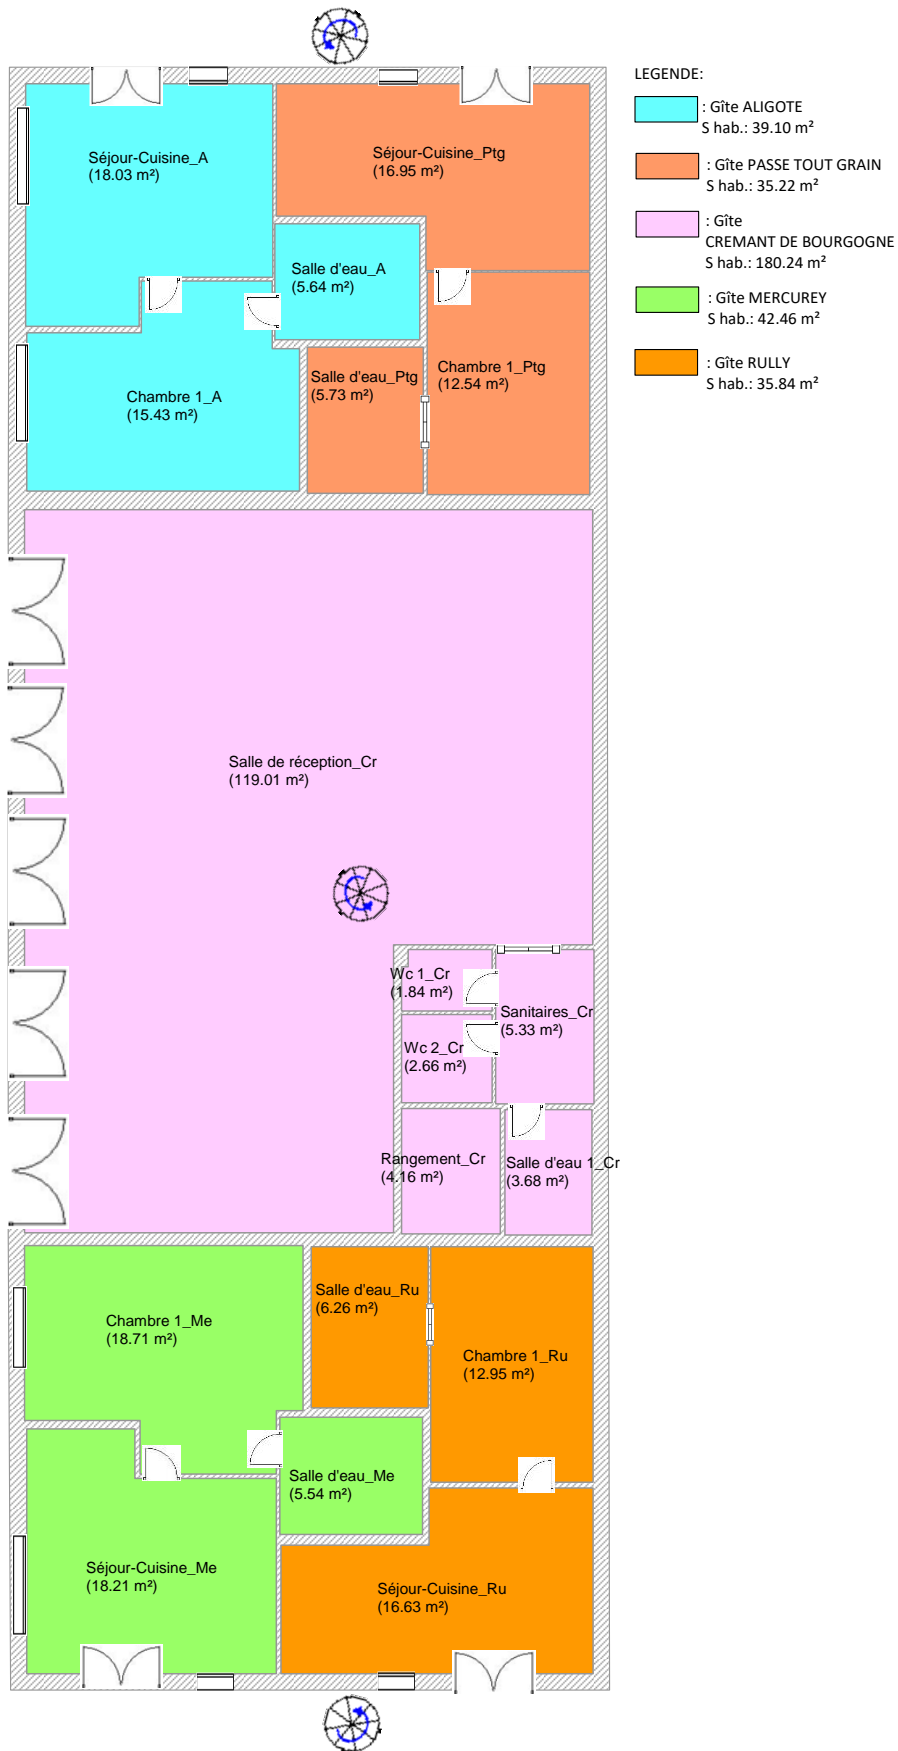 LEGENDE:
: Gîte ALIGOTE
S hab.: 39.10 m²
: Gîte PASSE TOUT GRAIN
S hab.: 35.22 m²
: Gîte
CREMANT DE BOURGOGNE
S hab.: 180.24 m²
: Gîte MERCUREY
S hab.: 42.46 m²
: Gîte RULLY
S hab.: 35.84 m²
Séjour-Cuisine_A
(18.03 m²)
Séjour-Cuisine_Ptg
(16.95 m²)
Salle d'eau_A
(5.64 m²)
Chambre 1_A
(15.43 m²)
Salle d'eau_Ptg
(5.73 m²)
Chambre 1_Ptg
(12.54 m²)
Salle de réception_Cr
(119.01 m²)
Wc 1_Cr
(1.84 m²)
Sanitaires_Cr
(5.33 m²)
Wc 2_Cr
(2.66 m²)
Rangement_Cr
(4.16 m²)
Salle d'eau 1_Cr
(3.68 m²)
Chambre 1_Me
(18.71 m²)
Salle d'eau_Ru
(6.26 m²)
Chambre 1_Ru
(12.95 m²)
Salle d'eau_Me
(5.54 m²)
Séjour-Cuisine_Me
(18.21 m²)
Séjour-Cuisine_Ru
(16.63 m²)